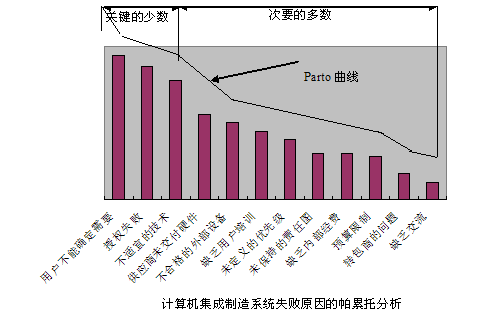 关键的少数
次要的多数
Parto 曲线
用户不能确定需要
授权失败
不适宜的技术
供应商未交付硬件
不合格的外部设备
缺乏用户培训
未定义的优先级
未保持的责任图
缺乏内部经费
预算限制
转包商的问题
缺乏交流
计算机集成制造系统失败原因的帕累托分析